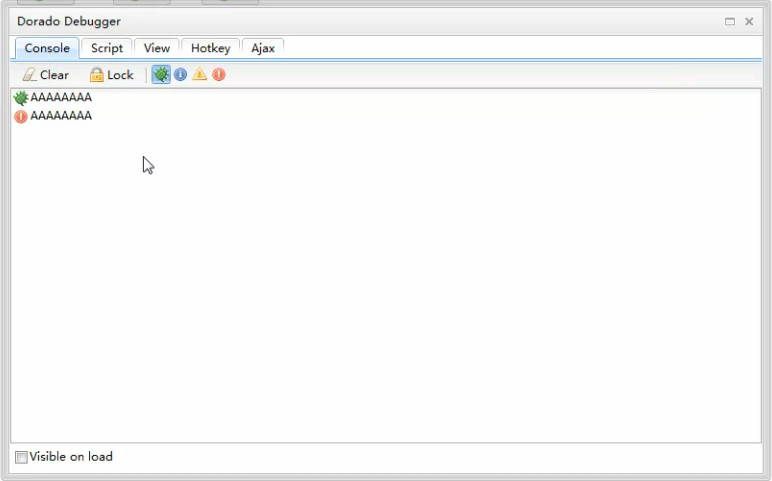 Dorado Debugger
Console Script View Hotkey Ajax
Clear Lock
AAAAAAAA
AAAAAAAA
Visible on load